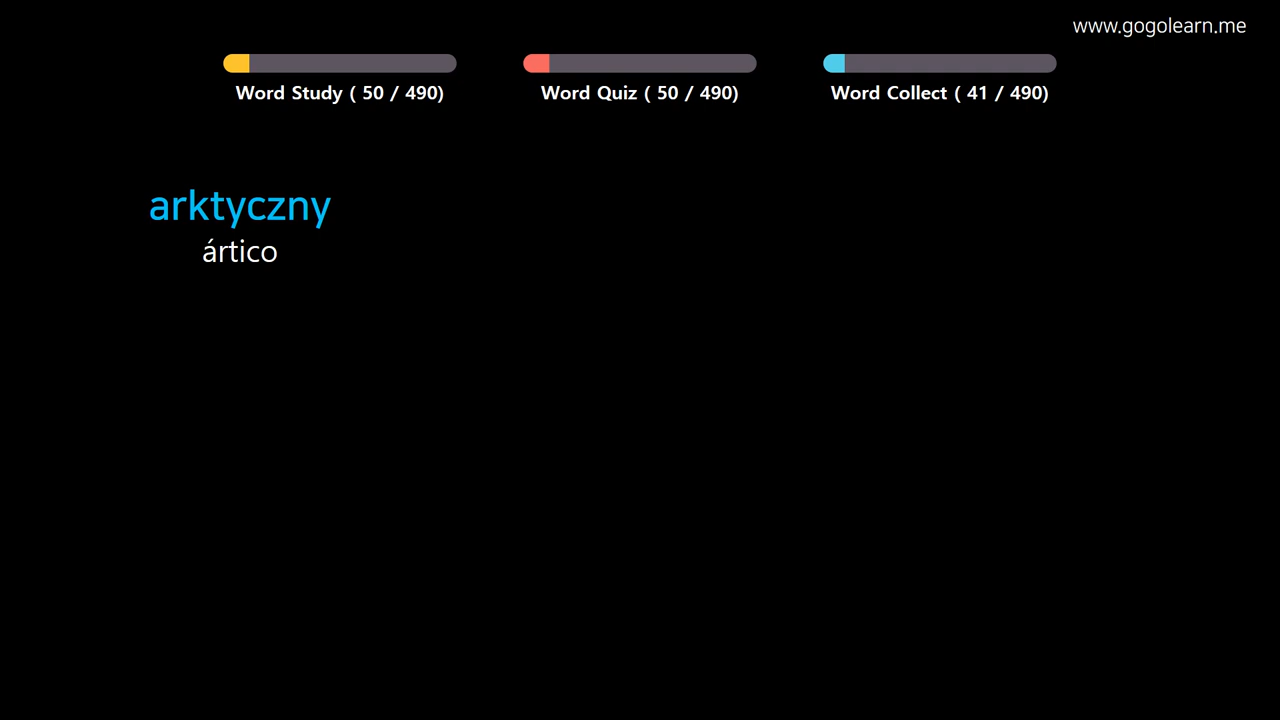 www.gogolearn.me
Word Study ( 50 / 490)
Word Quiz ( 50 / 490)
Word Collect ( 41 / 490)
arktyczny
ártico